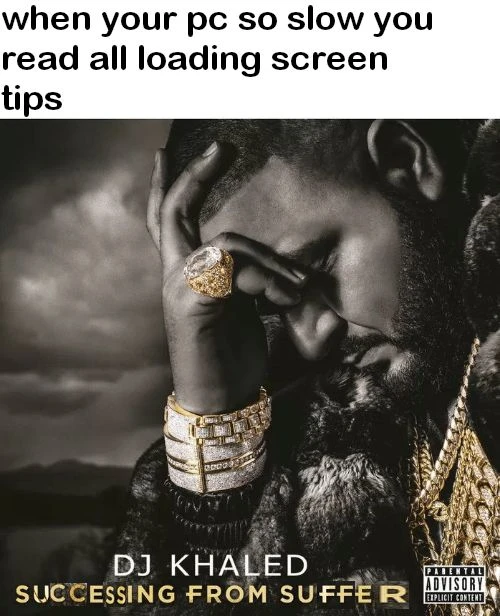 when your pc so slow you
read all loading screen
tips
DJ KHALED
SUCCESSING FROM SUFFER
PARENTAL
ADVISORY
EXPLICIT CONTENT